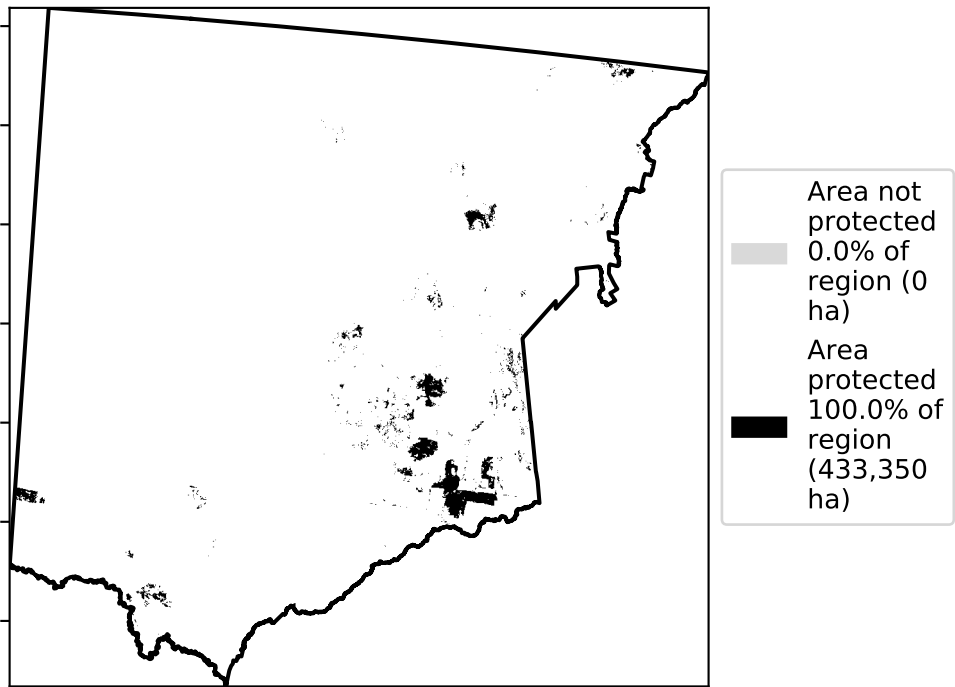 Area not
protected
0.0% of
region (0
ha)
Area
protected
100.0% of
region
(433,350
ha)